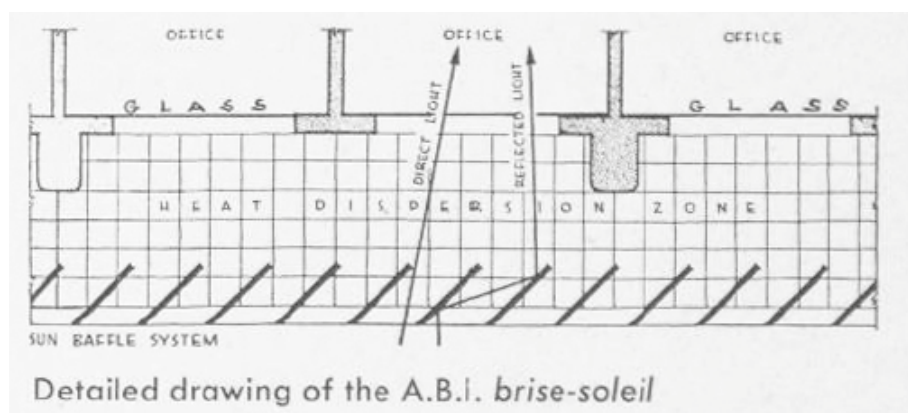 OFFICE OFFICE OFFICE
GLASS GLASS
DIRECT LIGHT
REFLECTED LIGHT
HEAT DISPERSION ZONE
SUN BAFFLE SYSTEM
Detailed drawing of the A.B.I. brise-soleil